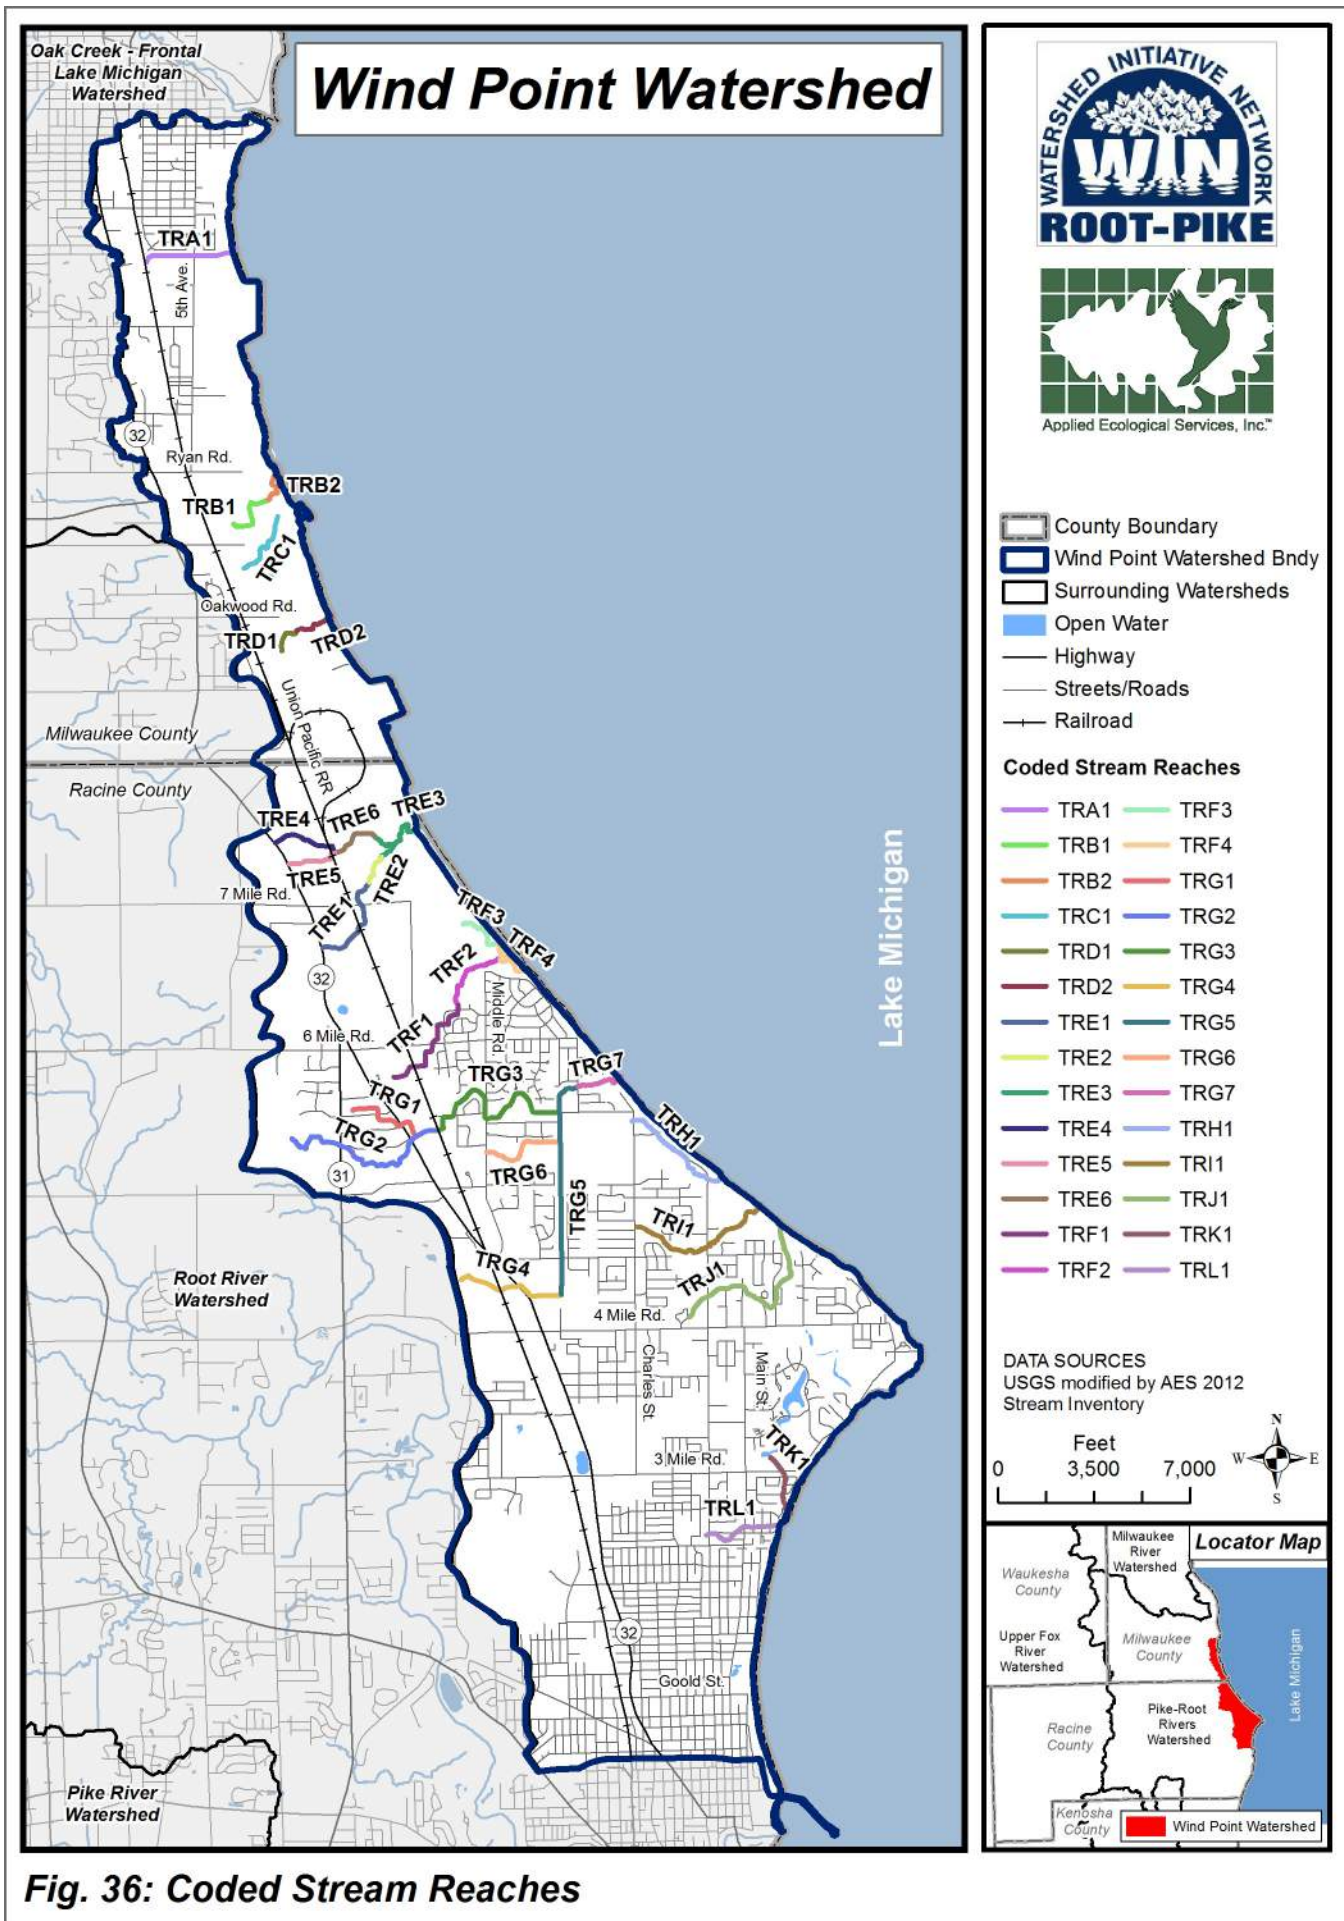 Wind Point Watershed
Oak Creek - Frontal
Lake Michigan
Watershed
TRA1
5th Ave.
32
Ryan Rd.
TRB2
TRB1
TRC1
Oakwood Rd.
TRD1
TRD2
Union Pacific RR
Milwaukee County
Racine County
TRE3
TRE6
TRE4
TRE5
TRE2
7 Mile Rd.
TRE1
TRF3
TRF4
TRF2
32
Middle Rd.
6 Mile Rd.
TRF1
TRG7
TRG3
TRG1
TRH1
TRG2
TRG6
31
TRG5
TRI1
TRG4
TRJ1
Root River
Watershed
4 Mile Rd.
Charles St.
Main St.
TRK1
3 Mile Rd.
TRL1
32
Goold St.
Pike River
Watershed
Lake Michigan
WATERSHED INITIATIVE NETWORK
WIN
ROOT-PIKE
Applied Ecological Services, Inc.™
County Boundary
Wind Point Watershed Bndy
Surrounding Watersheds
Open Water
Highway
Streets/Roads
Railroad
Coded Stream Reaches
TRA1 TRF3
TRB1 TRF4
TRB2 TRG1
TRC1 TRG2
TRD1 TRG3
TRD2 TRG4
TRE1 TRG5
TRE2 TRG6
TRE3 TRG7
TRE4 TRH1
TRE5 TRI1
TRE6 TRJ1
TRF1 TRK1
TRF2 TRL1
DATA SOURCES
USGS modified by AES 2012
Stream Inventory
Feet
0 3,500 7,000
N
W E
S
Locator Map
Milwaukee
River
Watershed
Waukesha
County
Upper Fox
River
Watershed
Milwaukee
County
Lake Michigan
Pike-Root
Rivers
Watershed
Racine
County
Kenosha
County
Wind Point Watershed
Fig. 36: Coded Stream Reaches